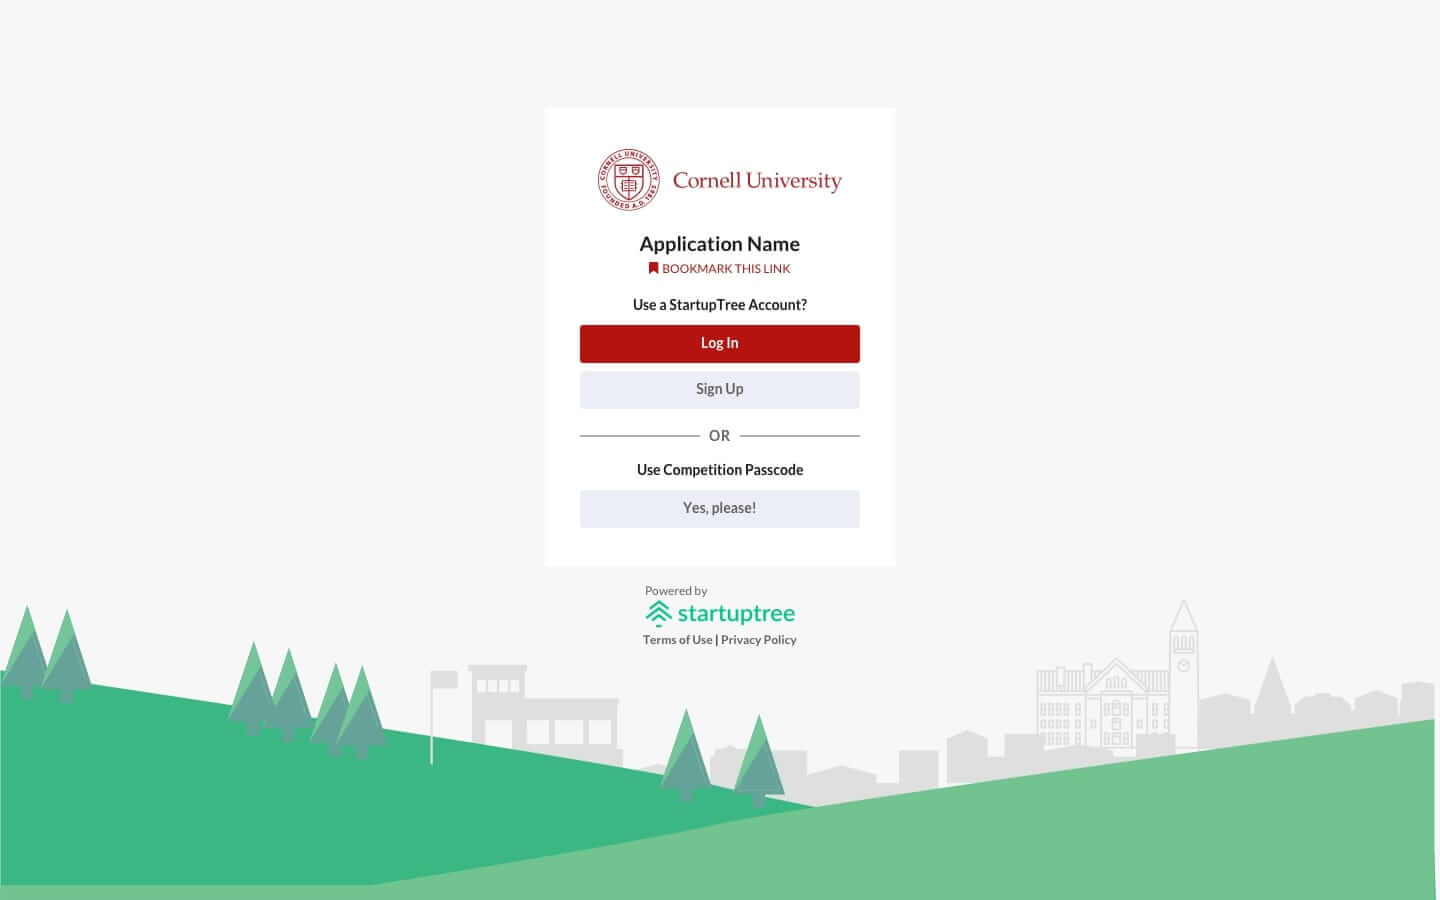 CORNELL UNIVERSITY
FOUNDED A.D. 1865
Cornell University
Application Name
BOOKMARK THIS LINK
Use a StartupTree Account?
Log In
Sign Up
OR
Use Competition Passcode
Yes, please!
Powered by
startuptree
Terms of Use | Privacy Policy